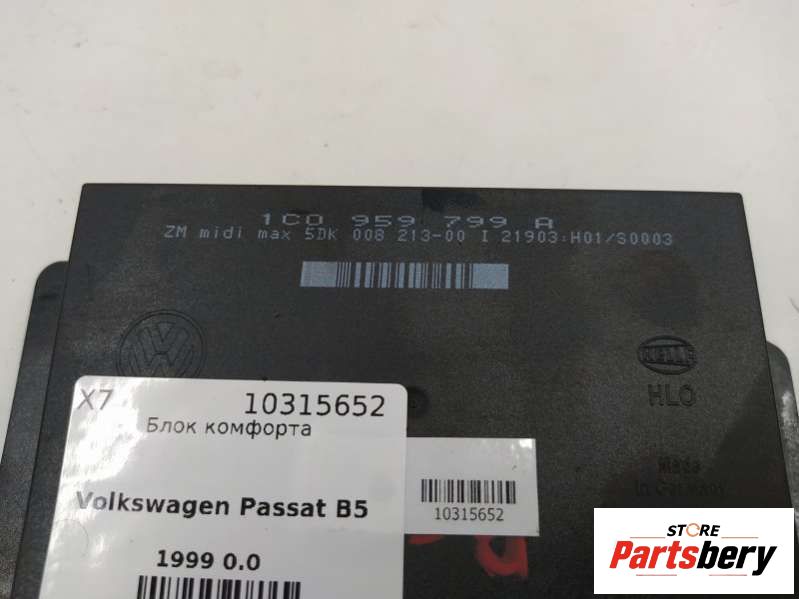 1C0 959 799 A
ZM midi max 5DK 008 213-00 I 21903:H01/S0003
HELLA
HLO
Made
in Germany
X7 10315652
Блок комфорта
Volkswagen Passat B5
1999 0.0
10315652
STORE
Partsbery